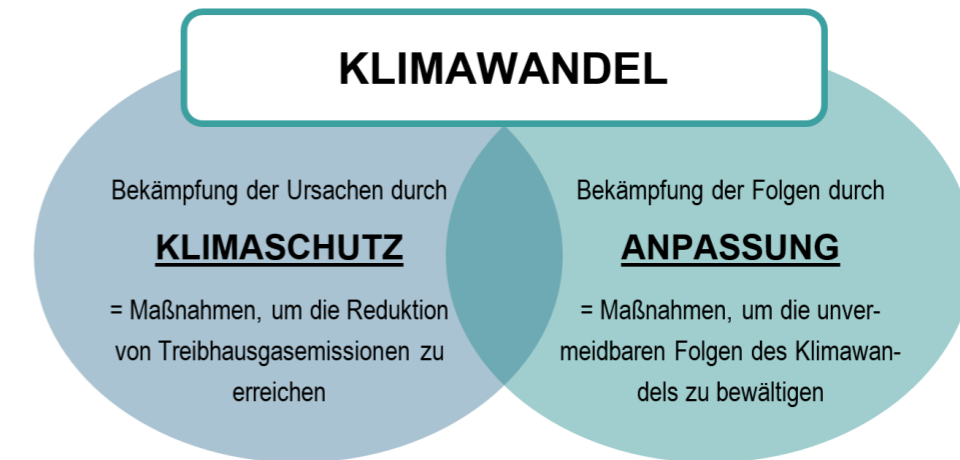 KLIMAWANDEL
Bekämpfung der Ursachen durch
KLIMASCHUTZ
= Maßnahmen, um die Reduktion
von Treibhausgasemissionen zu
erreichen
Bekämpfung der Folgen durch
ANPASSUNG
= Maßnahmen, um die unver-
meidbaren Folgen des Klimawan-
dels zu bewältigen